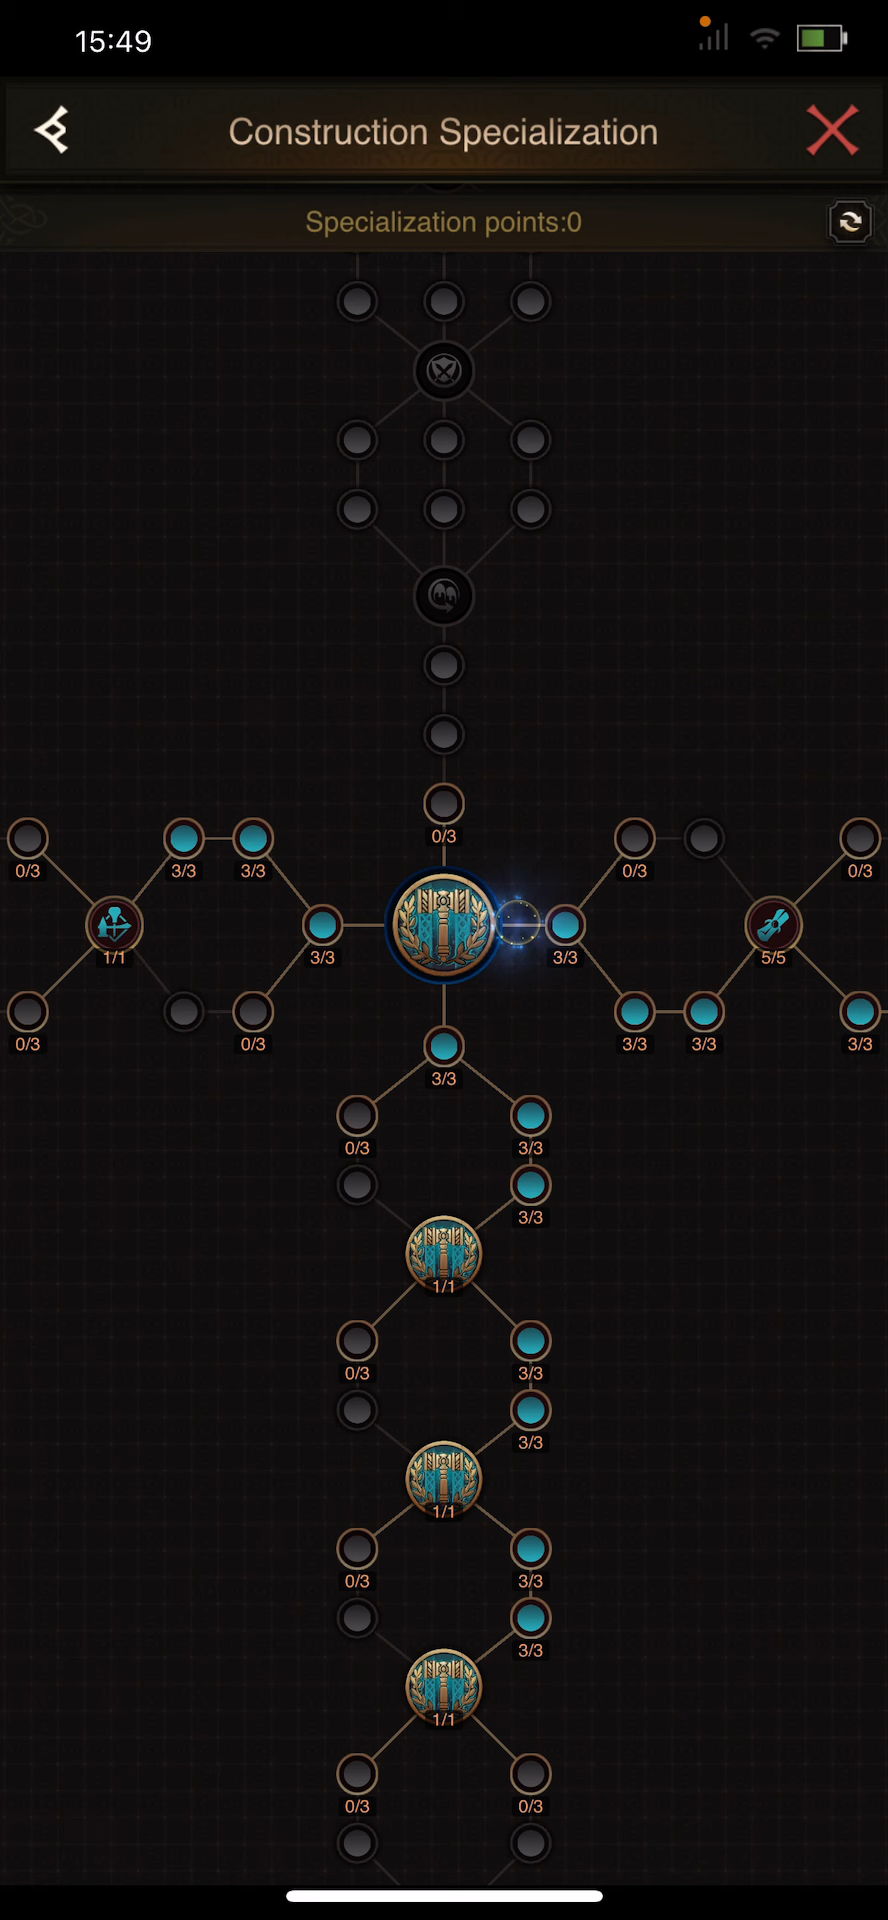 15:49
Construction Specialization
Specialization points:0
0/3
0/3 3/3 3/3 0/3 0/3
1/1 3/3 3/3 5/5
0/3 0/3 3/3 3/3 3/3
3/3
0/3 3/3
3/3
1/1
0/3 3/3
3/3
1/1
0/3 3/3
3/3
1/1
0/3 0/3